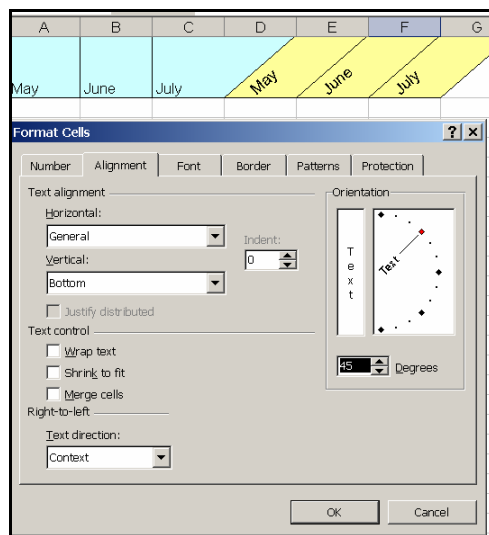 A B C D E F G
May June July May June July
Format Cells ? x
Number Alignment Font Border Patterns Protection
Text alignment
Horizontal:
General
Indent:
0
Vertical:
Bottom
Justify distributed
Text control
Wrap text
Shrink to fit
Merge cells
Right-to-left
Text direction:
Context
Orientation
T
e
x
t
Text
45 Degrees
OK Cancel